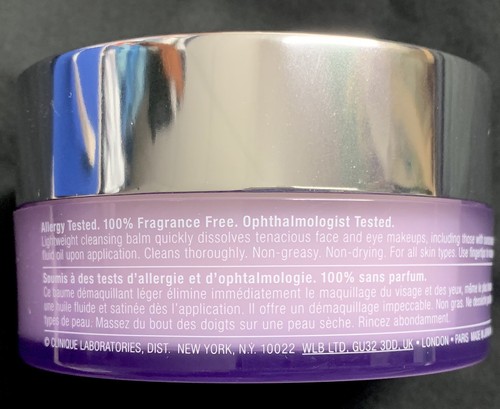 Allergy Tested. 100% Fragrance Free. Ophthalmologist Tested.
Lightweight cleansing balm quickly dissolves tenacious face and eye makeups, including those with
fluid oil upon application. Cleans thoroughly. Non-greasy. Non-drying. For all skin types. Use fingertips
Soumis à des tests d'allergie et d'ophtalmologie. 100% sans parfum.
Ce baume démaquillant léger élimine immédiatement le maquillage du visage et des yeux, même
une huile fluide et satinée dès l'application. Il offre un démaquillage impeccable. Non gras. Ne
types de peau. Massez du bout des doigts sur une peau sèche. Rincez abondamment.
© CLINIQUE LABORATORIES, DIST. NEW YORK, N.Y. 10022 WLB LTD, GU32 3DD, UK • LONDON • PARIS MADE